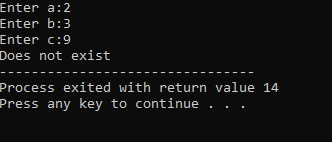 Enter a:2
Enter b:3
Enter c:9
Does not exist
--------------------------------
Process exited with return value 14
Press any key to continue . . .